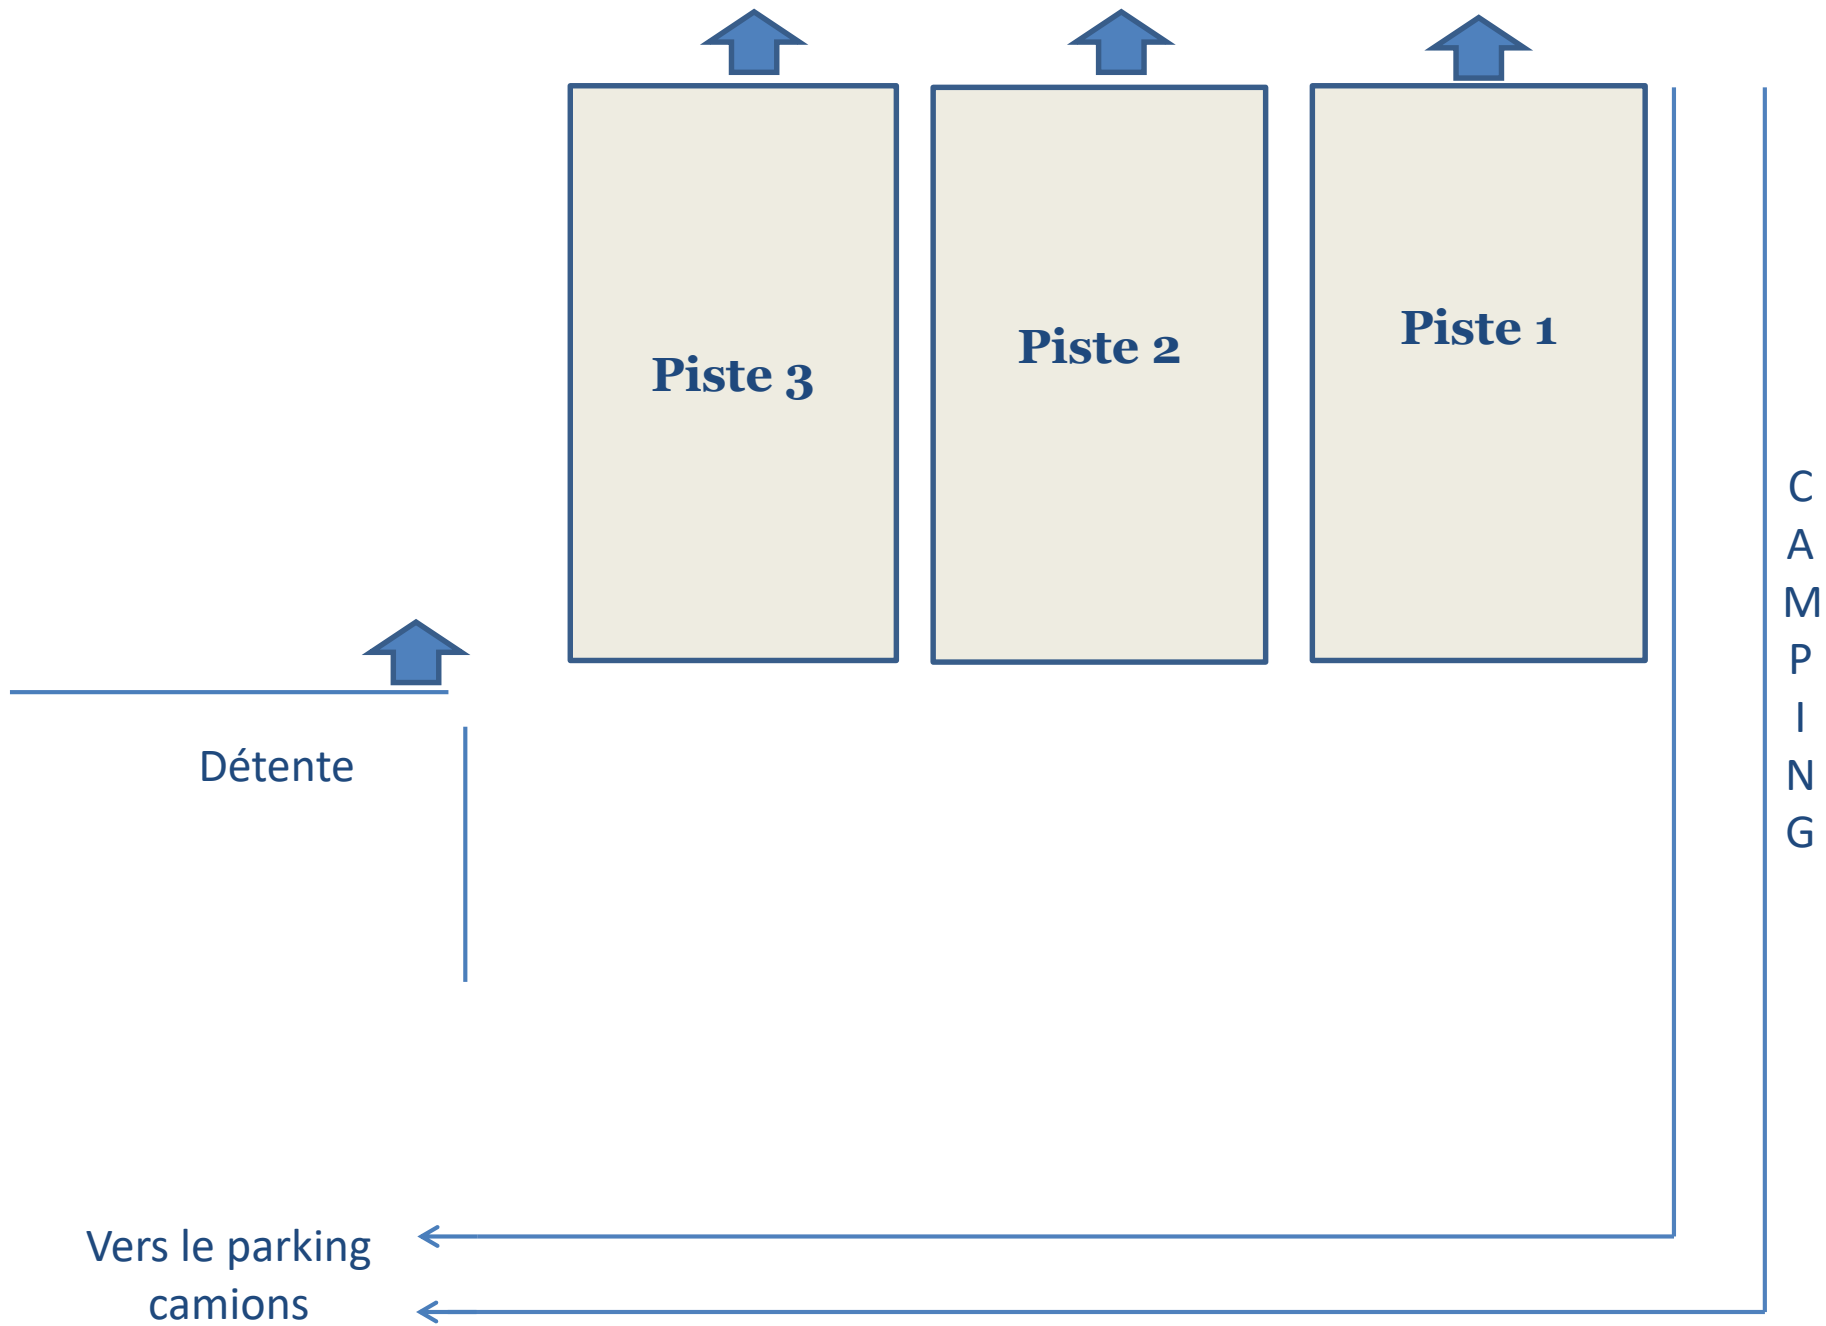 Piste 3
Piste 2
Piste 1
C
A
M
P
I
N
G
Détente
Vers le parking
camions